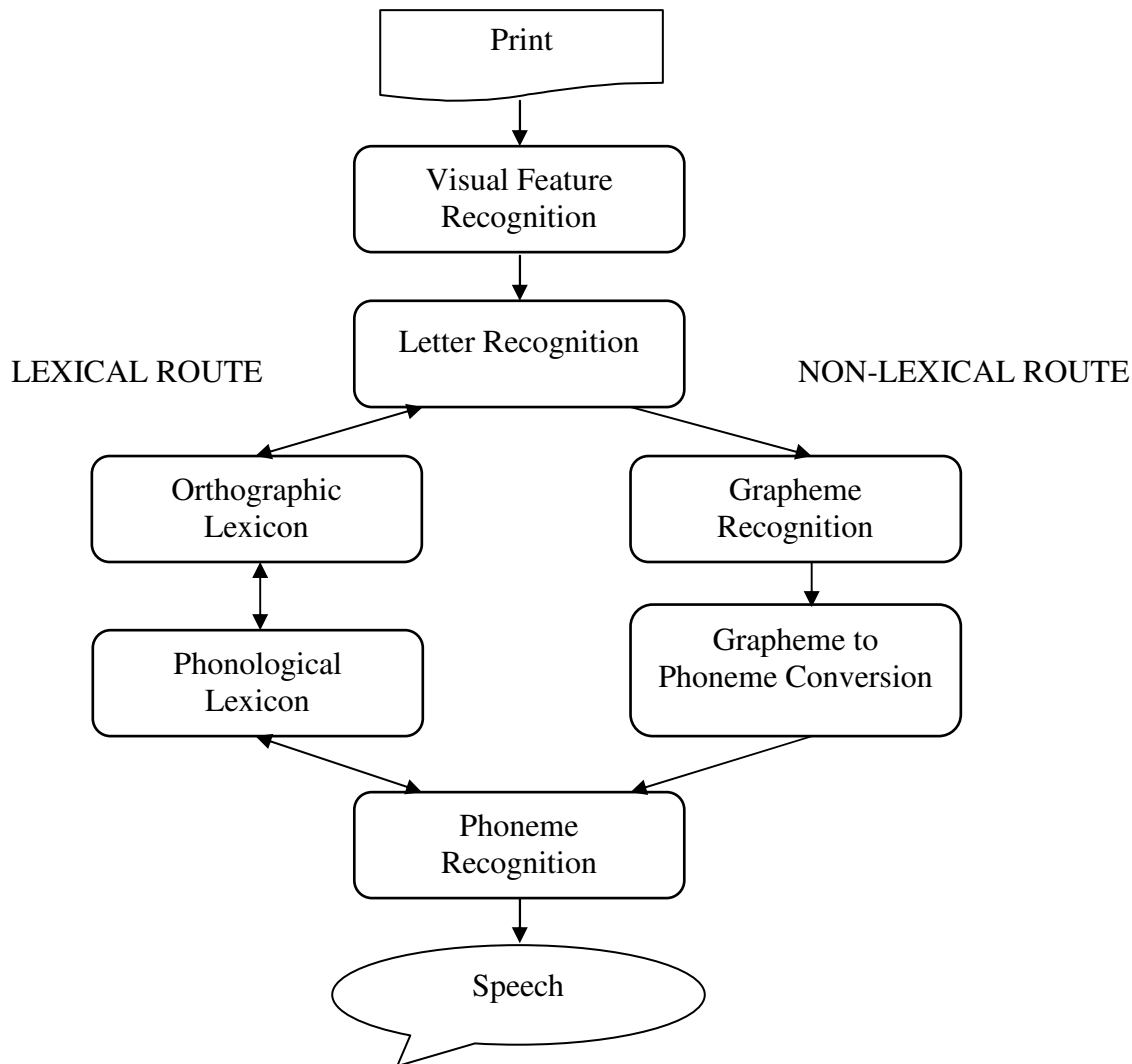 Print
Visual Feature
Recognition
Letter Recognition
LEXICAL ROUTE
NON-LEXICAL ROUTE
Orthographic
Lexicon
Grapheme
Recognition
Phonological
Lexicon
Grapheme to
Phoneme Conversion
Phoneme
Recognition
Speech